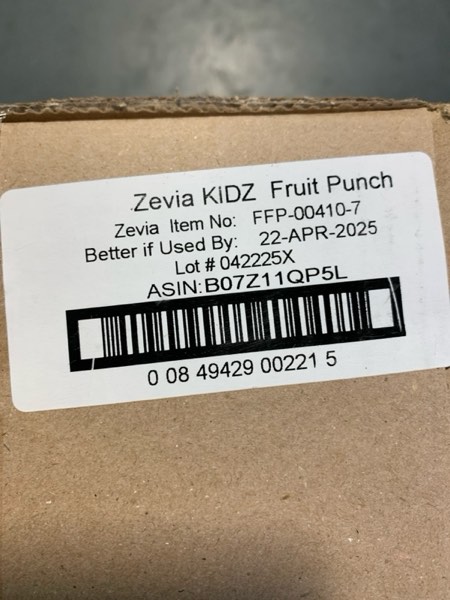 Zevia KIDZ Fruit Punch
Zevia Item No: FFP-00410-7
Better if Used By: 22-APR-2025
Lot # 042225X
ASIN:B07Z11QP5L
0 08 49429 00221 5